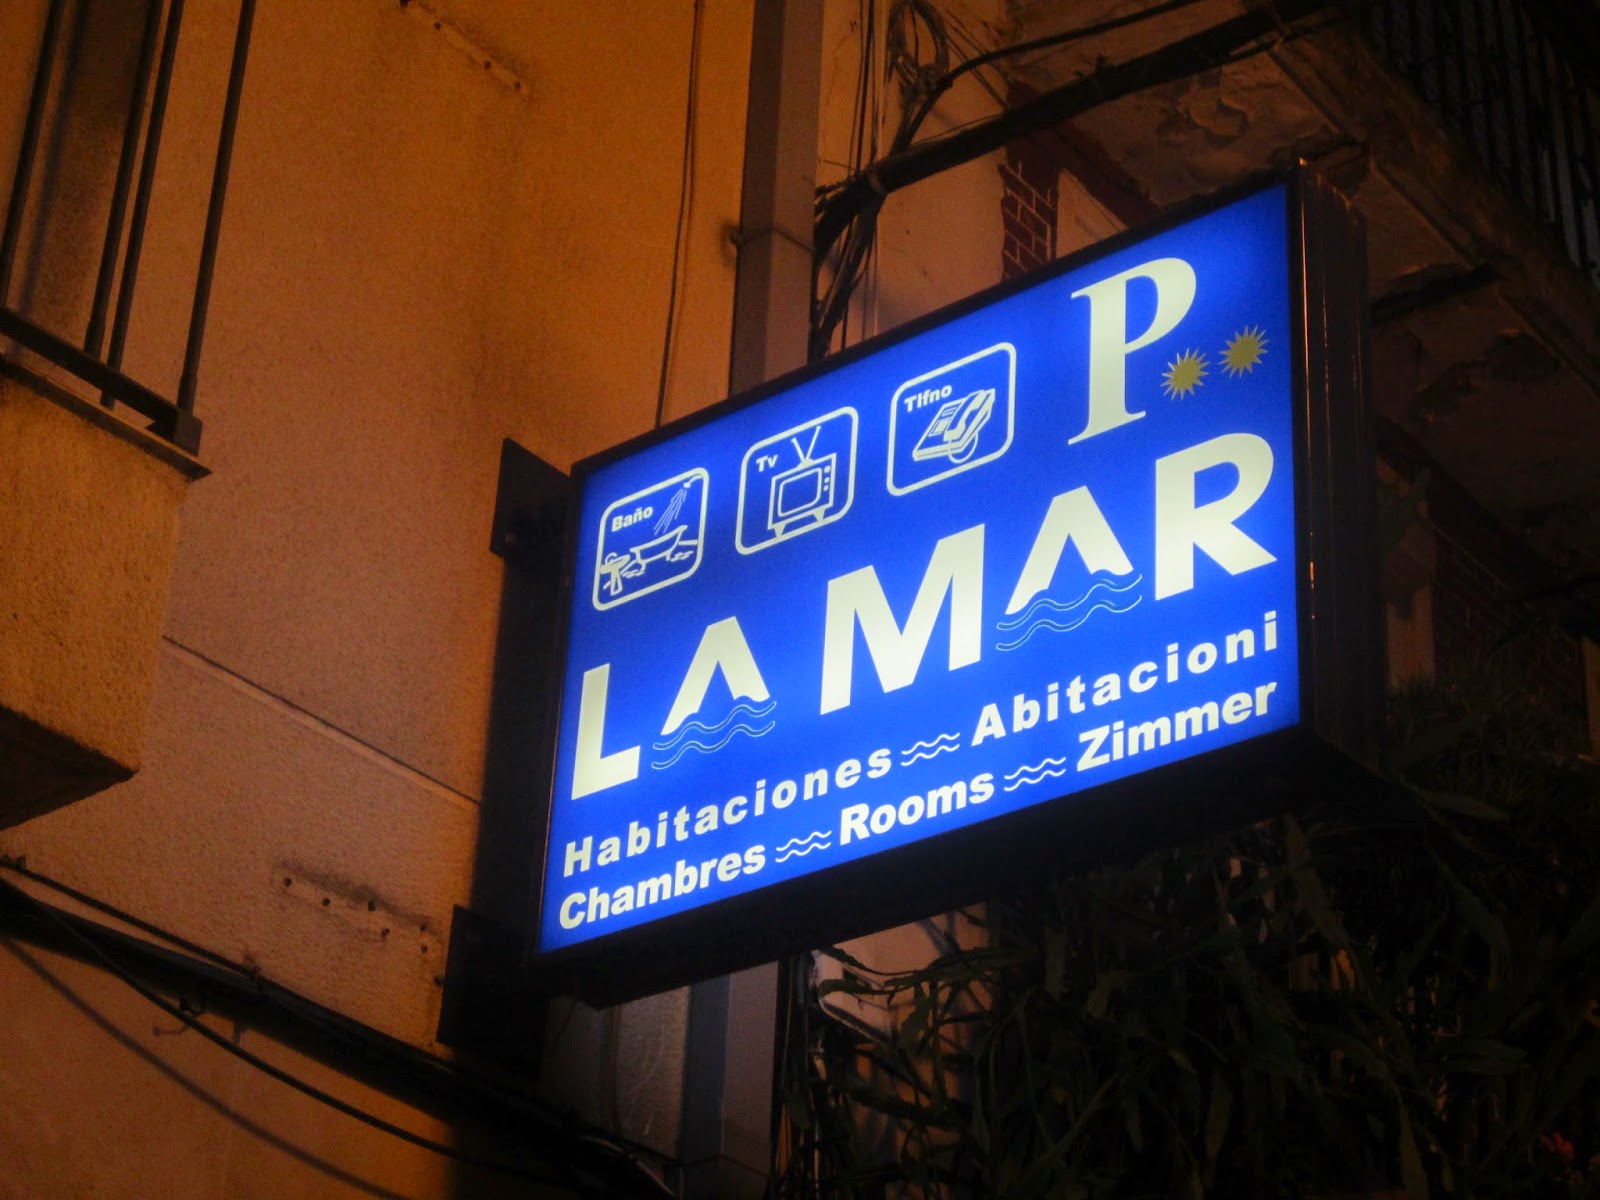 P
Baño
Tv
Tlfno
LA MAR
Habitaciones Abitacioni
Chambres Rooms Zimmer